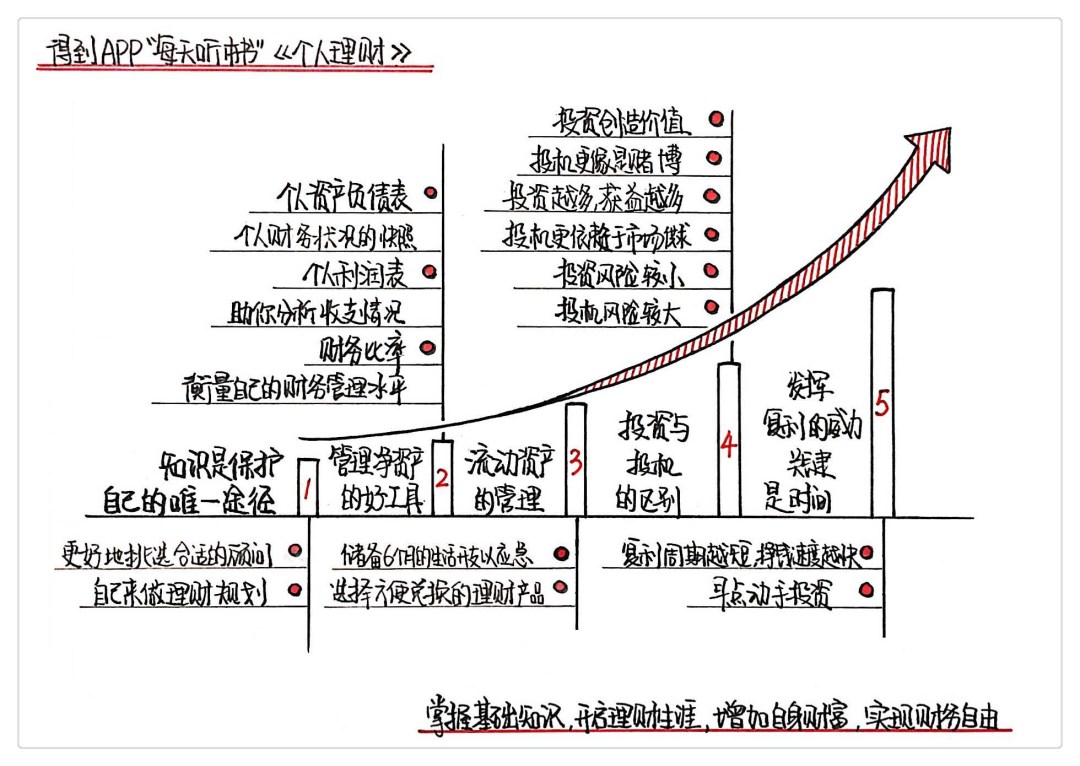 得到APP“每天听本书”《个人理财》
个人资产负债表
个人财务状况的快照
个人利润表
助你分析收支情况
财务比率
衡量自己的财务管理水平
投资创造价值
投机更像是赌博
投资越多,获益越多
投机更依赖于市场供求
投资风险较小
投机风险较大
知识是保护
自己的唯一途径
1
管理净资产
的好工具
2
流动资产
的管理
3
投资与
投机
的区别
4
发挥
复利的威力
关键
是时间
5
更好地挑选合适的顾问
自己来做理财规划
储备6个月的生活开支以应急
选择方便兑换的理财产品
复利周期越短,增长速度越快
早点动手投资
掌握基础知识,开启理财生涯,增加自身财富,实现财务自由